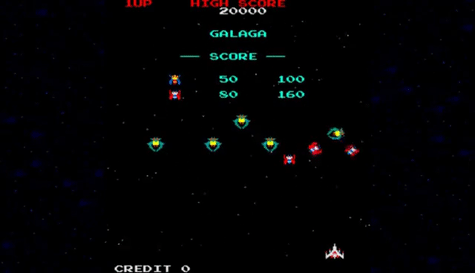 1UP HIGH SCORE
20000
GALAGA
— SCORE —
50 100
80 160
CREDIT 0